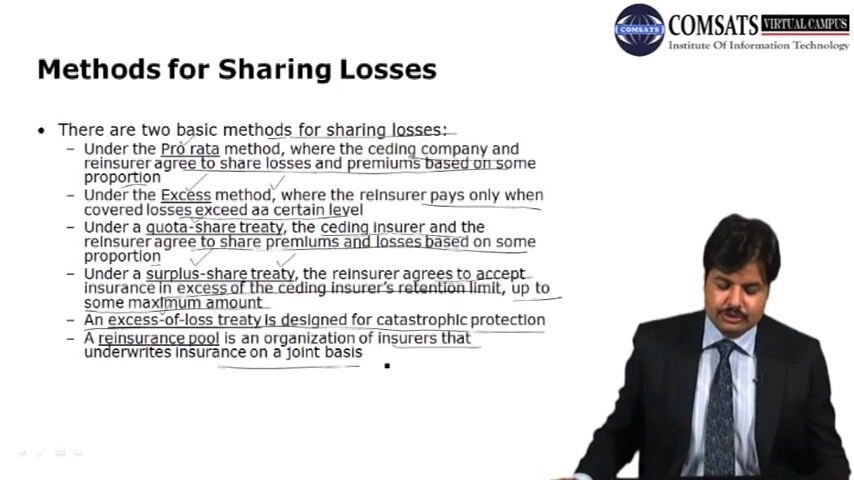 COMSATS
COMSATS VIRTUAL CAMPUS
Institute Of Information Technology
Methods for Sharing Losses
• There are two basic methods for sharing losses:
– Under the Pro rata method, where the ceding company and
reinsurer agree to share losses and premiums based on some
proportion
– Under the Excess method, where the reinsurer pays only when
covered losses exceed aa certain level
– Under a quota-share treaty, the ceding insurer and the
reinsurer agree to share premiums and losses based on some
proportion
– Under a surplus-share treaty, the reinsurer agrees to accept
insurance in excess of the ceding insurer's retention limit, up to
some maximum amount
– An excess-of-loss treaty is designed for catastrophic protection
– A reinsurance pool is an organization of insurers that
underwrites insurance on a joint basis